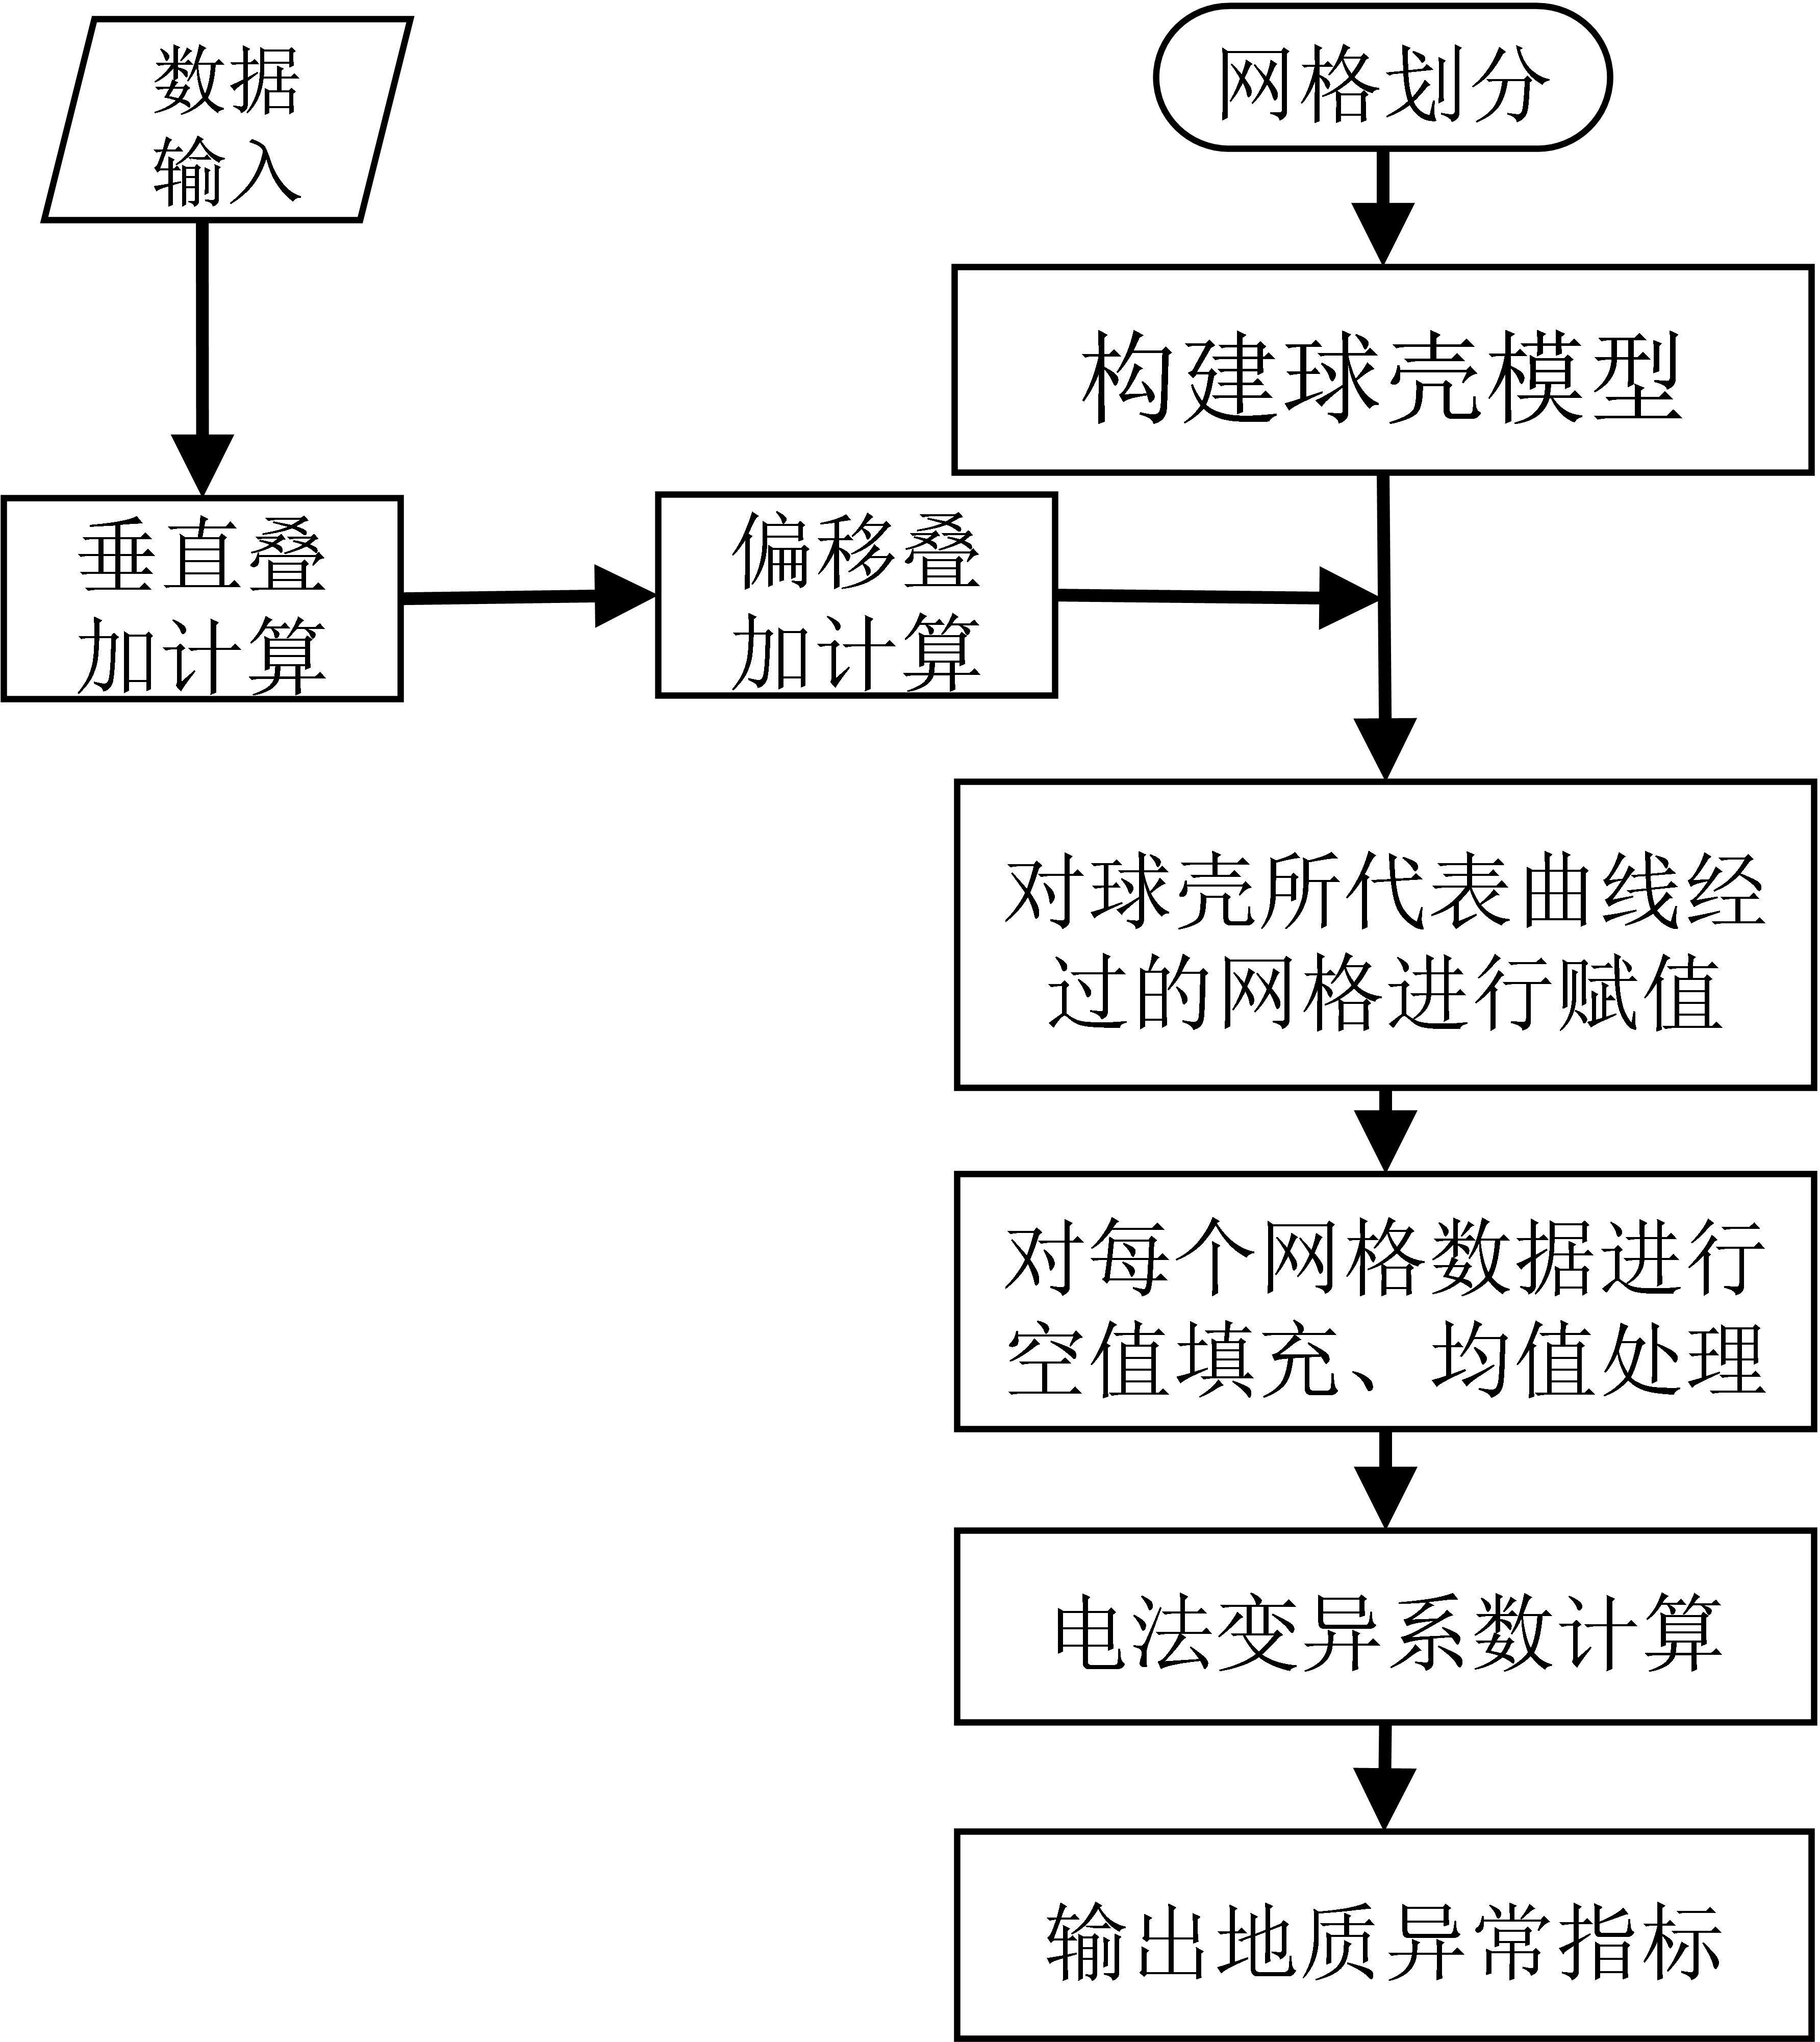 数据
输入
网格划分
构建球壳模型
垂直叠
加计算
偏移叠
加计算
对球壳所代表曲线经
过的网格进行赋值
对每个网格数据进行
空值填充、均值处理
电法变异系数计算
输出地质异常指标